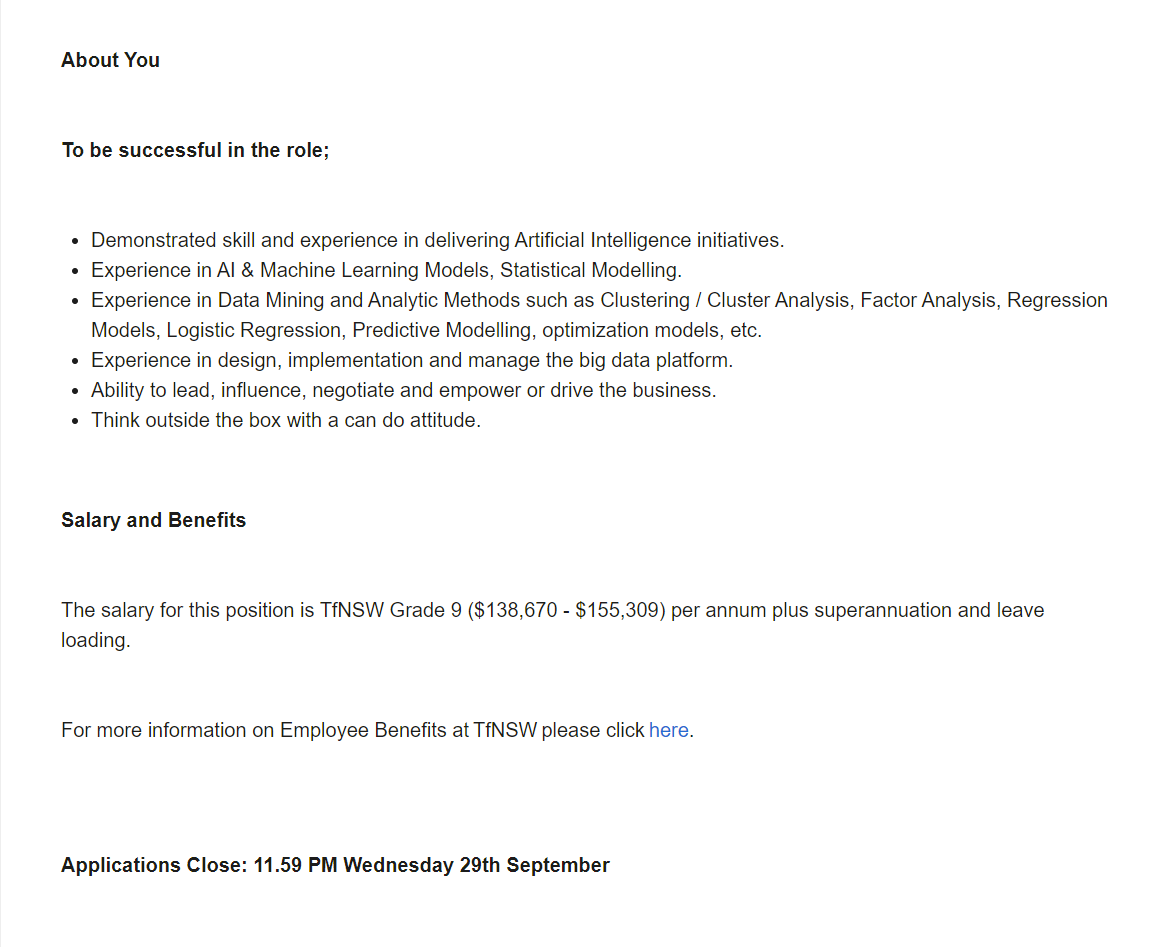 About You
To be successful in the role;
• Demonstrated skill and experience in delivering Artificial Intelligence initiatives.
• Experience in AI & Machine Learning Models, Statistical Modelling.
• Experience in Data Mining and Analytic Methods such as Clustering / Cluster Analysis, Factor Analysis, Regression
Models, Logistic Regression, Predictive Modelling, optimization models, etc.
• Experience in design, implementation and manage the big data platform.
• Ability to lead, influence, negotiate and empower or drive the business.
• Think outside the box with a can do attitude.
Salary and Benefits
The salary for this position is TfNSW Grade 9 ($138,670 - $155,309) per annum plus superannuation and leave
loading.
For more information on Employee Benefits at TfNSW please click here.
Applications Close: 11.59 PM Wednesday 29th September